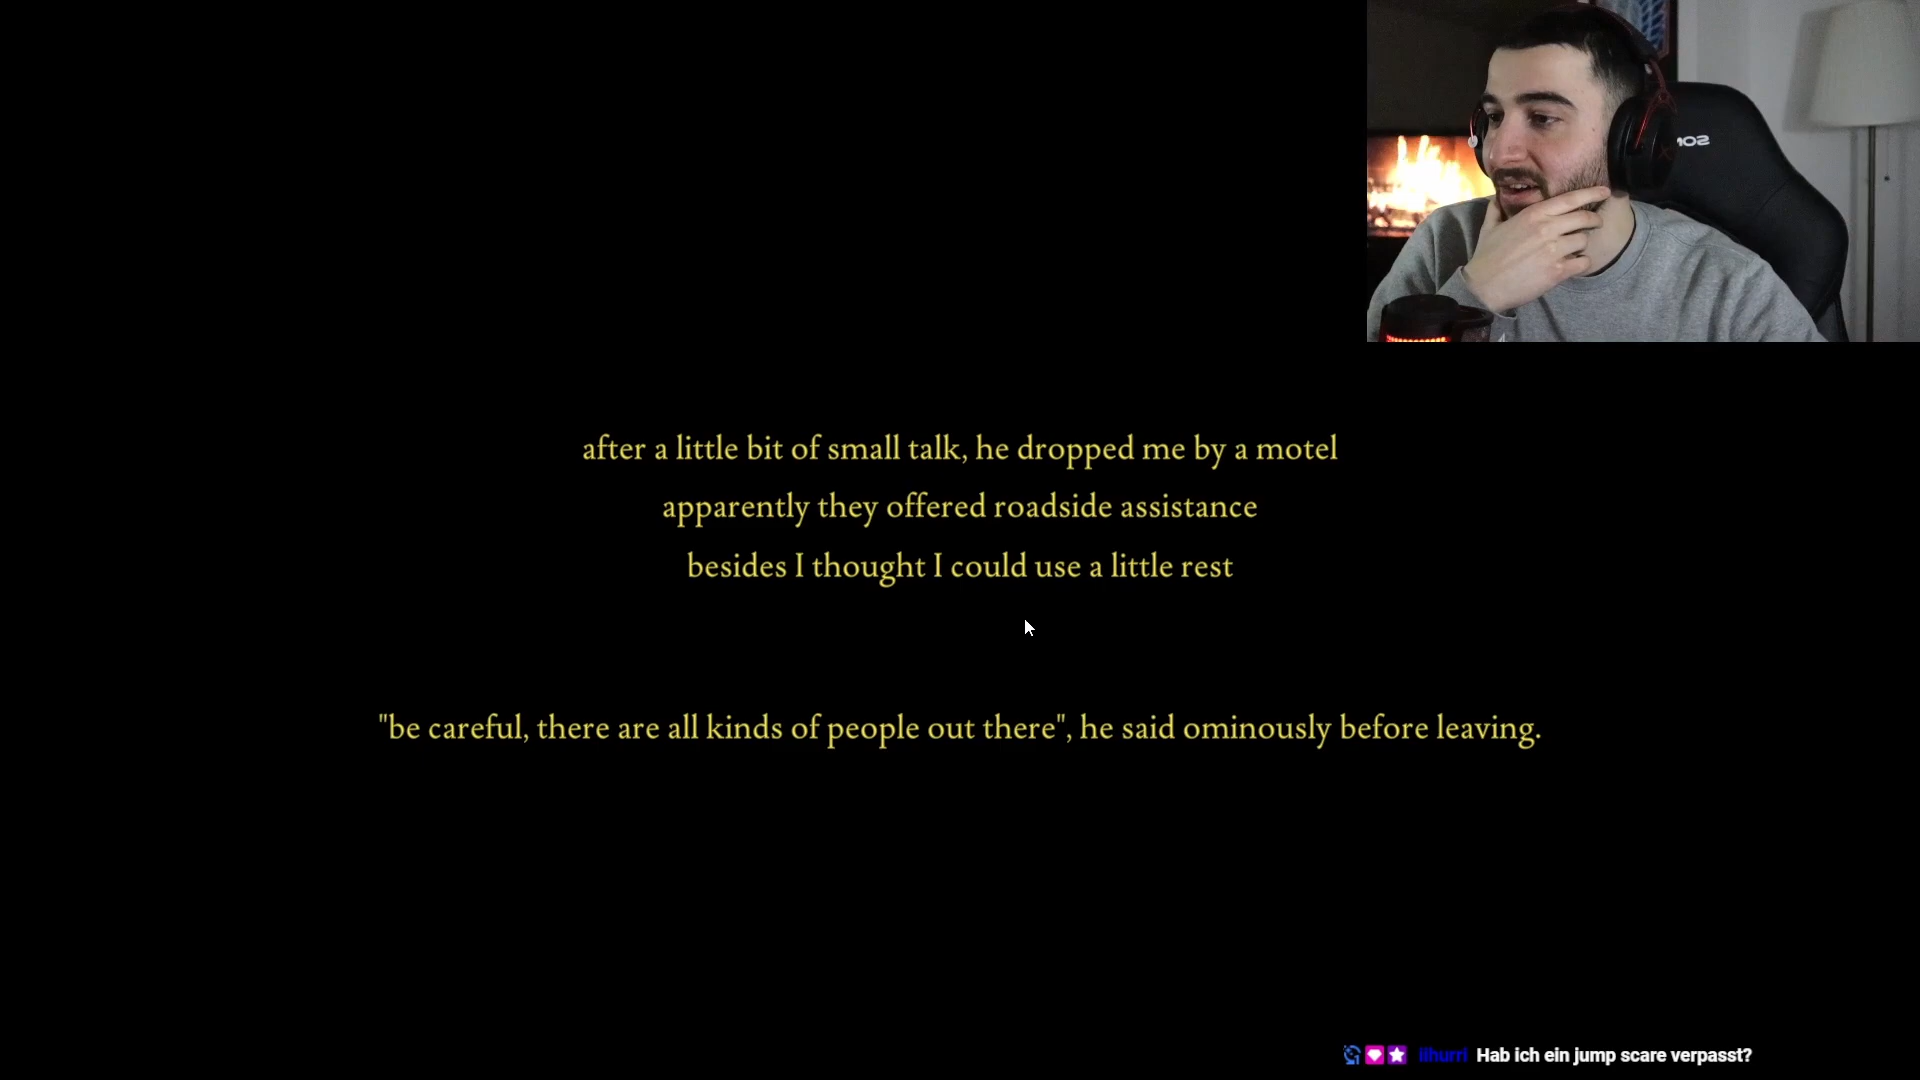 after a little bit of small talk, he dropped me by a motel
apparently they offered roadside assistance
besides I thought I could use a little rest
"be careful, there are all kinds of people out there", he said ominously before leaving.
iihurri Hab ich ein jump scare verpasst?